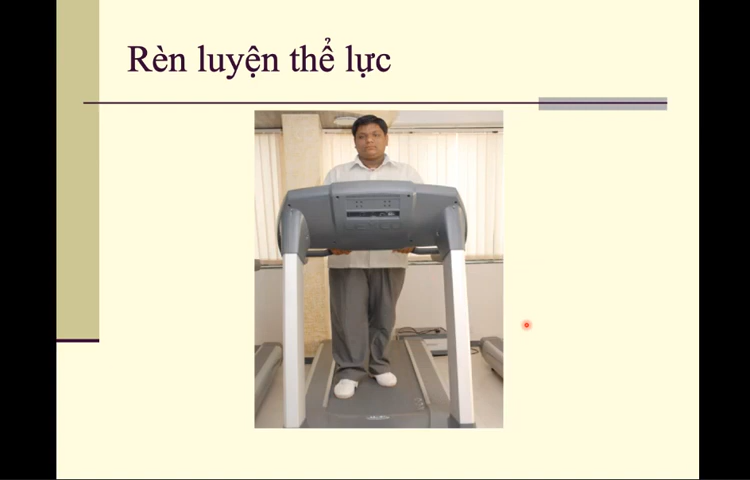 Rèn luyện thể lực